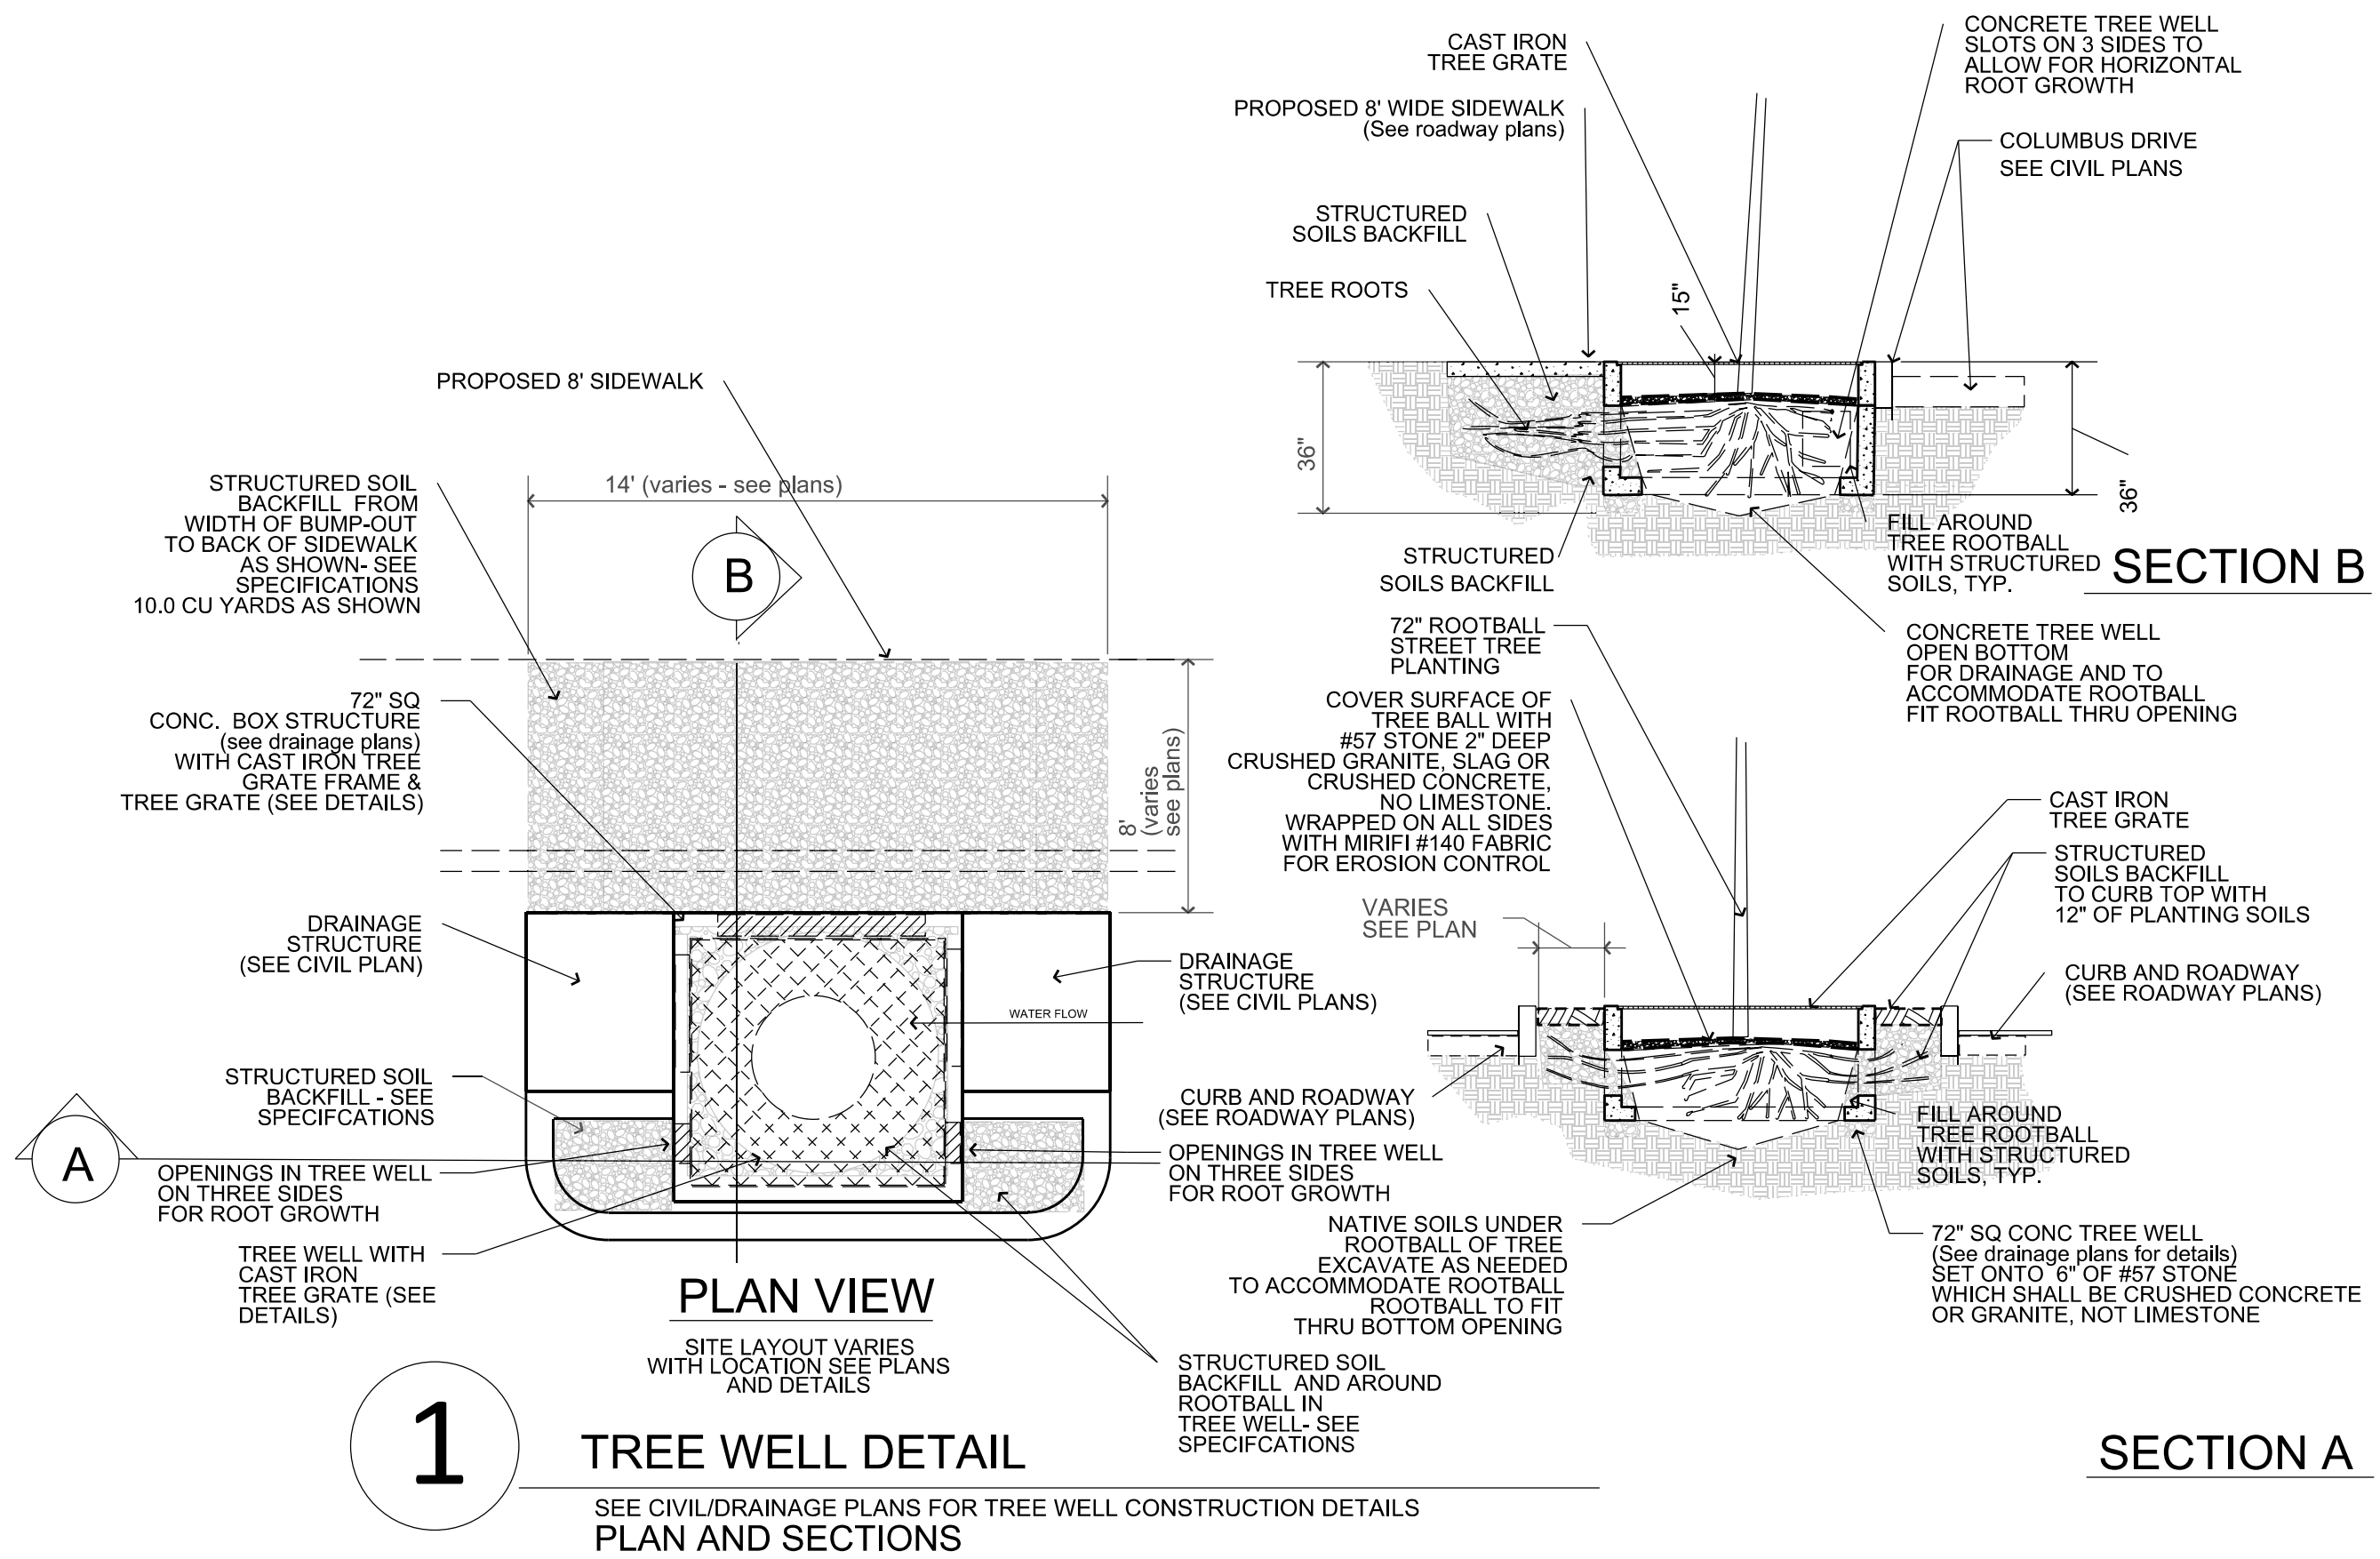 CAST IRON
TREE GRATE
PROPOSED 8' WIDE SIDEWALK
(See roadway plans)
STRUCTURED
SOILS BACKFILL
TREE ROOTS
15"
CONCRETE TREE WELL
SLOTS ON 3 SIDES TO
ALLOW FOR HORIZONTAL
ROOT GROWTH
COLUMBUS DRIVE
SEE CIVIL PLANS
36"
36"
STRUCTURED
SOILS BACKFILL
FILL AROUND
TREE ROOTBALL
WITH STRUCTURED
SOILS, TYP.
SECTION B
CONCRETE TREE WELL
OPEN BOTTOM
FOR DRAINAGE AND TO
ACCOMMODATE ROOTBALL
FIT ROOTBALL THRU OPENING
PROPOSED 8' SIDEWALK
STRUCTURED SOIL
BACKFILL FROM
WIDTH OF BUMP-OUT
TO BACK OF SIDEWALK
AS SHOWN- SEE
SPECIFICATIONS
10.0 CU YARDS AS SHOWN
14' (varies - see plans)
B
72" SQ
CONC. BOX STRUCTURE
(see drainage plans)
WITH CAST IRON TREE
GRATE FRAME &
TREE GRATE (SEE DETAILS)
8'
(varies
see plans)
DRAINAGE
STRUCTURE
(SEE CIVIL PLAN)
DRAINAGE
STRUCTURE
(SEE CIVIL PLANS)
WATER FLOW
STRUCTURED SOIL
BACKFILL - SEE
SPECIFCATIONS
A
OPENINGS IN TREE WELL
ON THREE SIDES
FOR ROOT GROWTH
OPENINGS IN TREE WELL
ON THREE SIDES
FOR ROOT GROWTH
TREE WELL WITH
CAST IRON
TREE GRATE (SEE
DETAILS)
STRUCTURED SOIL
BACKFILL AND AROUND
ROOTBALL IN
TREE WELL- SEE
SPECIFCATIONS
PLAN VIEW
SITE LAYOUT VARIES
WITH LOCATION SEE PLANS
AND DETAILS
72" ROOTBALL
STREET TREE
PLANTING
COVER SURFACE OF
TREE BALL WITH
#57 STONE 2" DEEP
CRUSHED GRANITE, SLAG OR
CRUSHED CONCRETE,
NO LIMESTONE.
WRAPPED ON ALL SIDES
WITH MIRIFI #140 FABRIC
FOR EROSION CONTROL
VARIES
SEE PLAN
CAST IRON
TREE GRATE
STRUCTURED
SOILS BACKFILL
TO CURB TOP WITH
12" OF PLANTING SOILS
CURB AND ROADWAY
(SEE ROADWAY PLANS)
CURB AND ROADWAY
(SEE ROADWAY PLANS)
FILL AROUND
TREE ROOTBALL
WITH STRUCTURED
SOILS, TYP.
NATIVE SOILS UNDER
ROOTBALL OF TREE
EXCAVATE AS NEEDED
TO ACCOMMODATE ROOTBALL
ROOTBALL TO FIT
THRU BOTTOM OPENING
72" SQ CONC TREE WELL
(See drainage plans for details)
SET ONTO 6" OF #57 STONE
WHICH SHALL BE CRUSHED CONCRETE
OR GRANITE, NOT LIMESTONE
SECTION A
1
TREE WELL DETAIL
SEE CIVIL/DRAINAGE PLANS FOR TREE WELL CONSTRUCTION DETAILS
PLAN AND SECTIONS